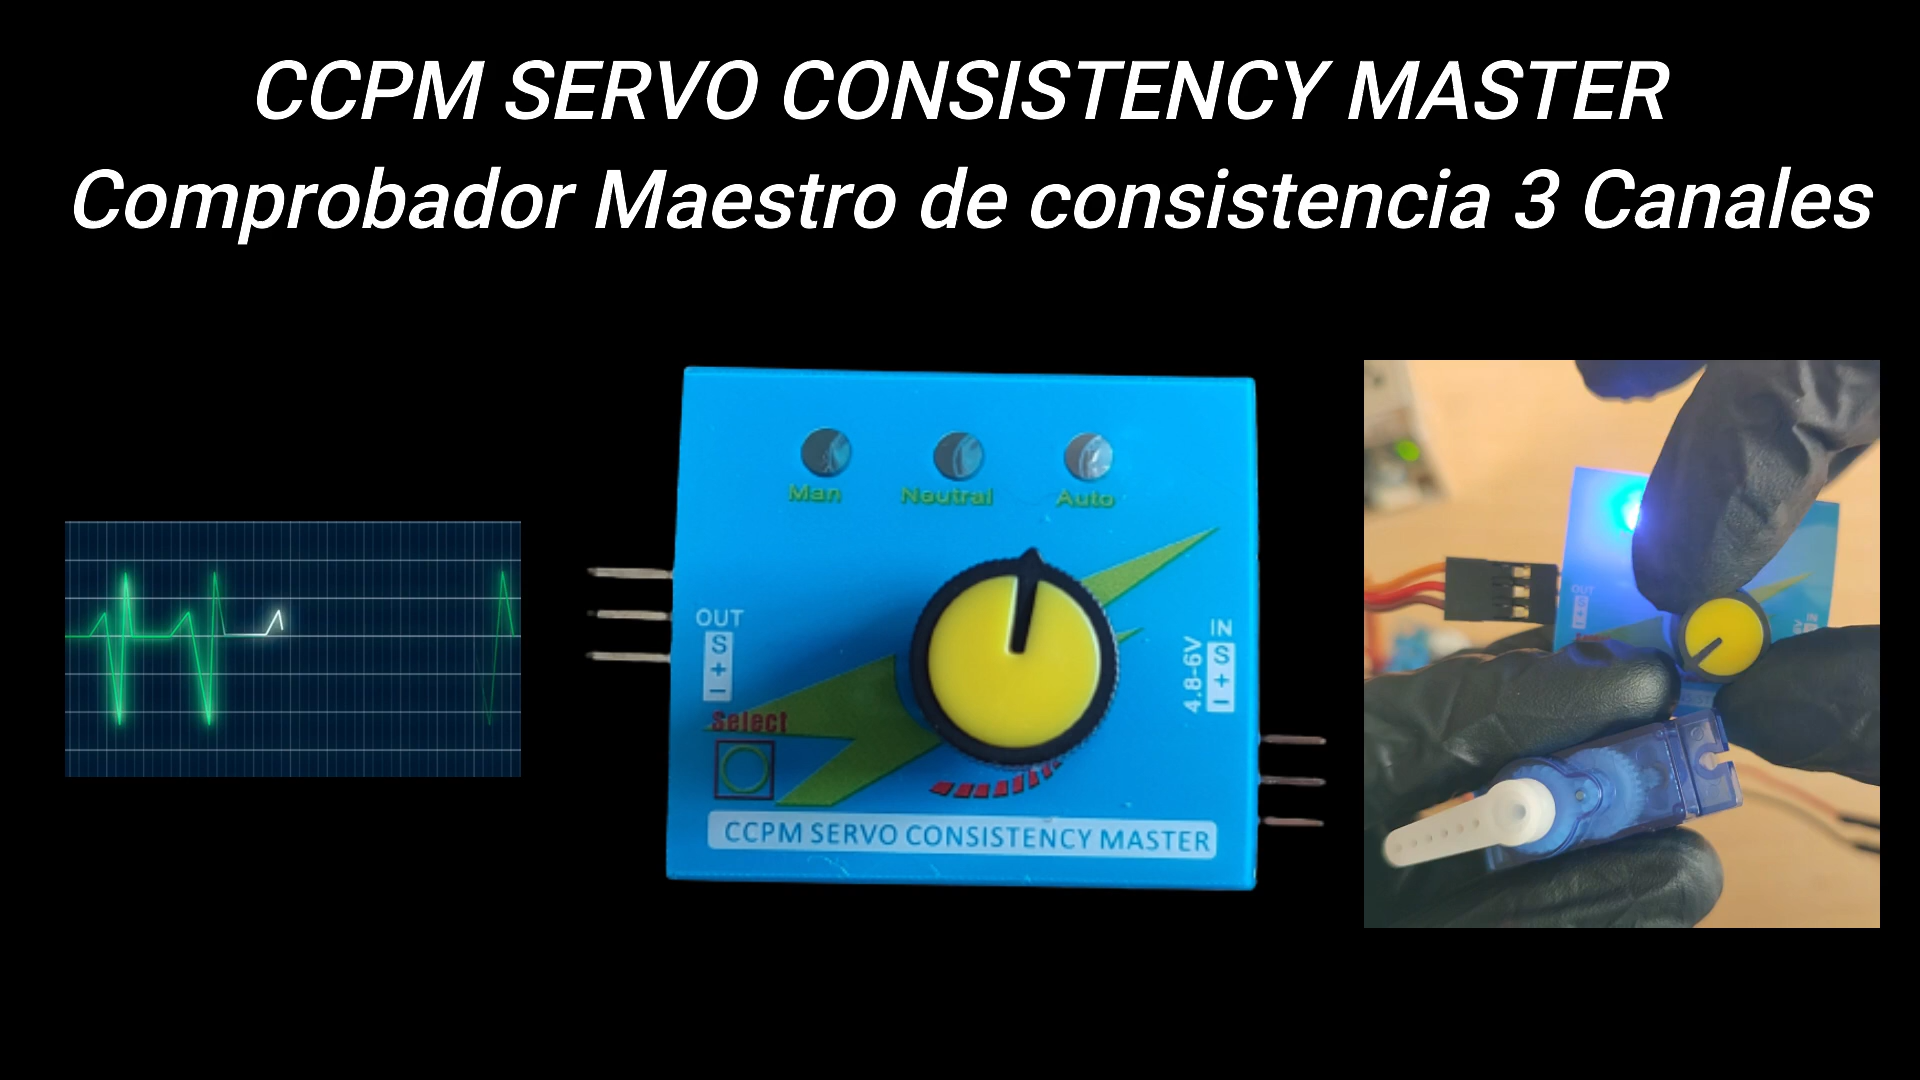 CCPM SERVO CONSISTENCY MASTER
Comprobador Maestro de consistencia 3 Canales
Man Neutral Auto
OUT
S
+
-
IN
4.8-6V
S
+
-
Select
CCPM SERVO CONSISTENCY MASTER
OUT